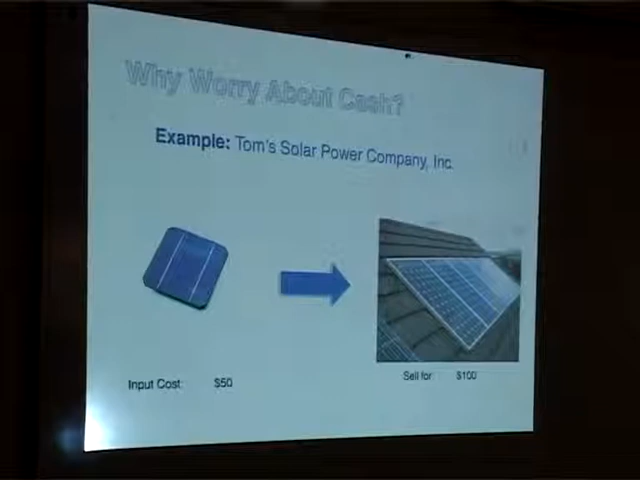 Why Worry About Cash?
Example: Tom's Solar Power Company, Inc.
Input Cost: $50
Sell for: $100